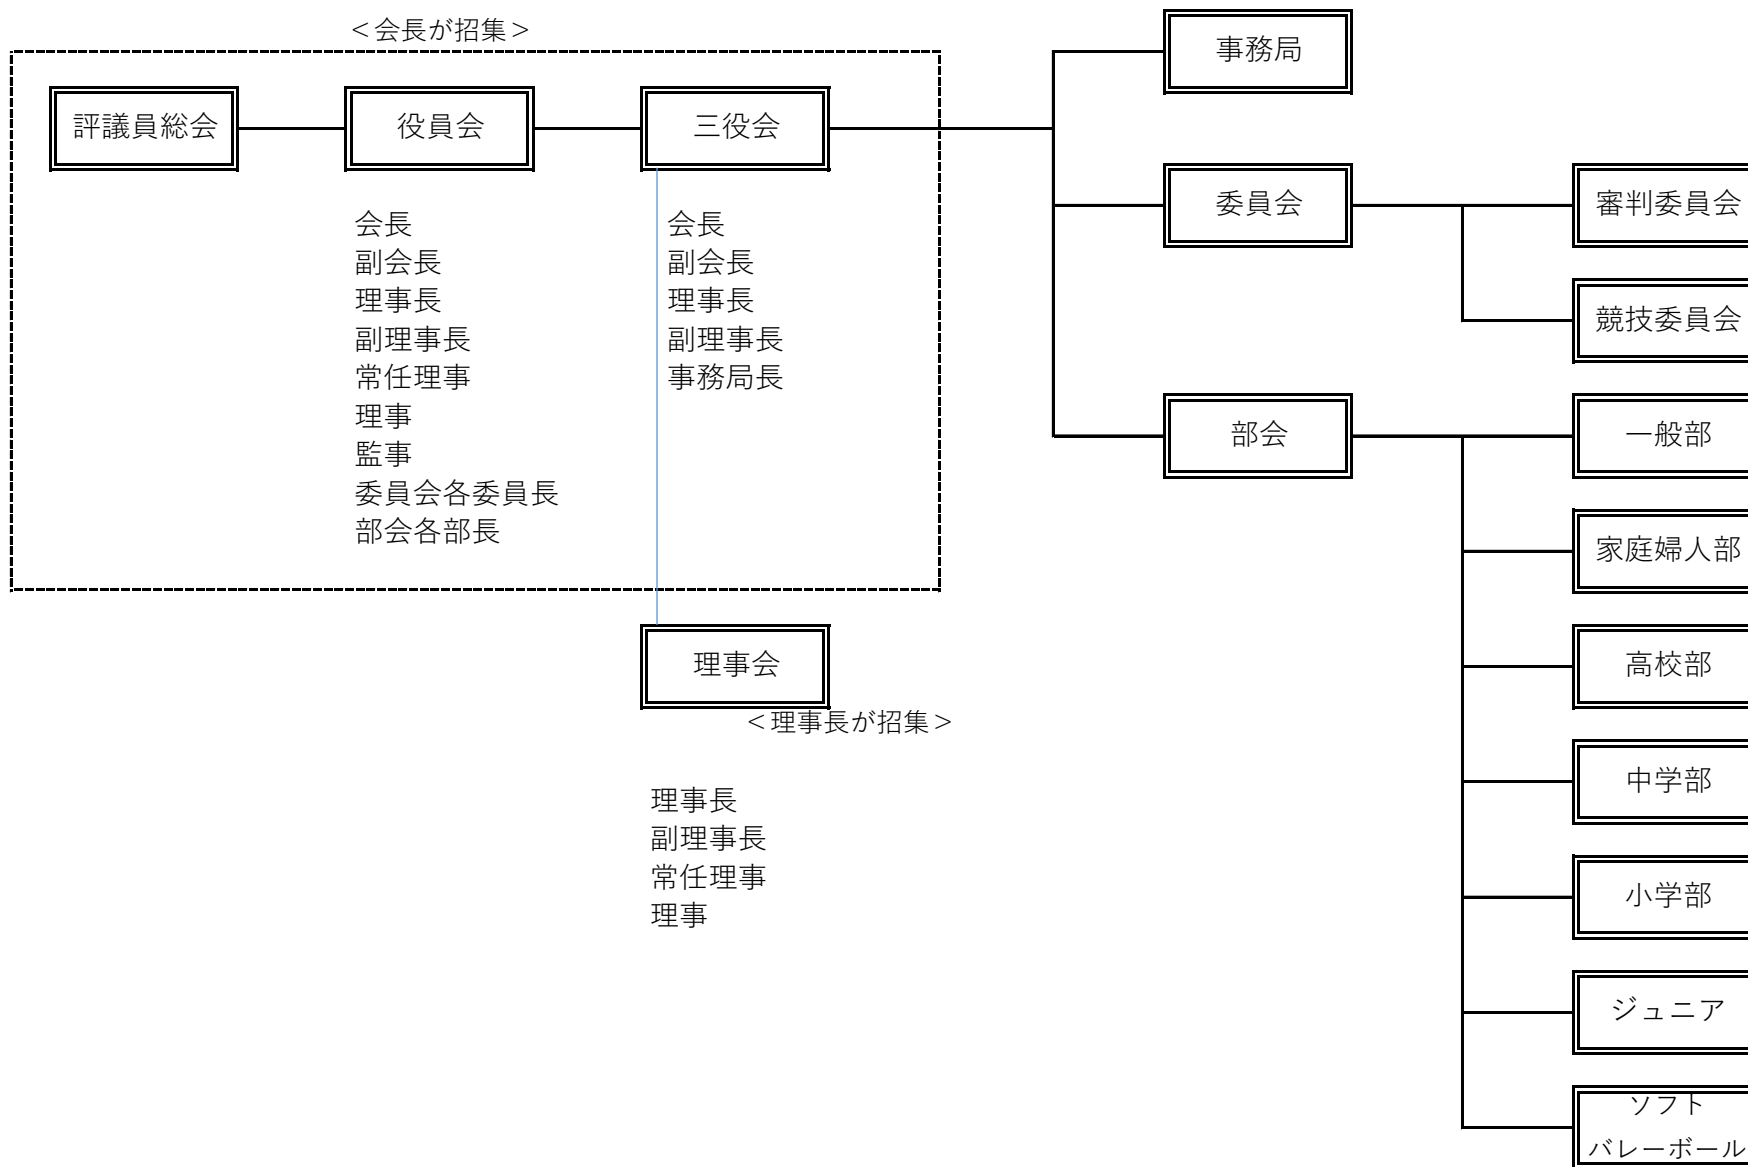 ＜会長が招集＞
評議員総会
役員会
三役会
会長
副会長
理事長
副理事長
常任理事
理事
監事
委員会各委員長
部会各部長
会長
副会長
理事長
副理事長
事務局長
理事会
＜理事長が招集＞
理事長
副理事長
常任理事
理事
事務局
委員会
部会
審判委員会
競技委員会
一般部
家庭婦人部
高校部
中学部
小学部
ジュニア
ソフト
バレーボール